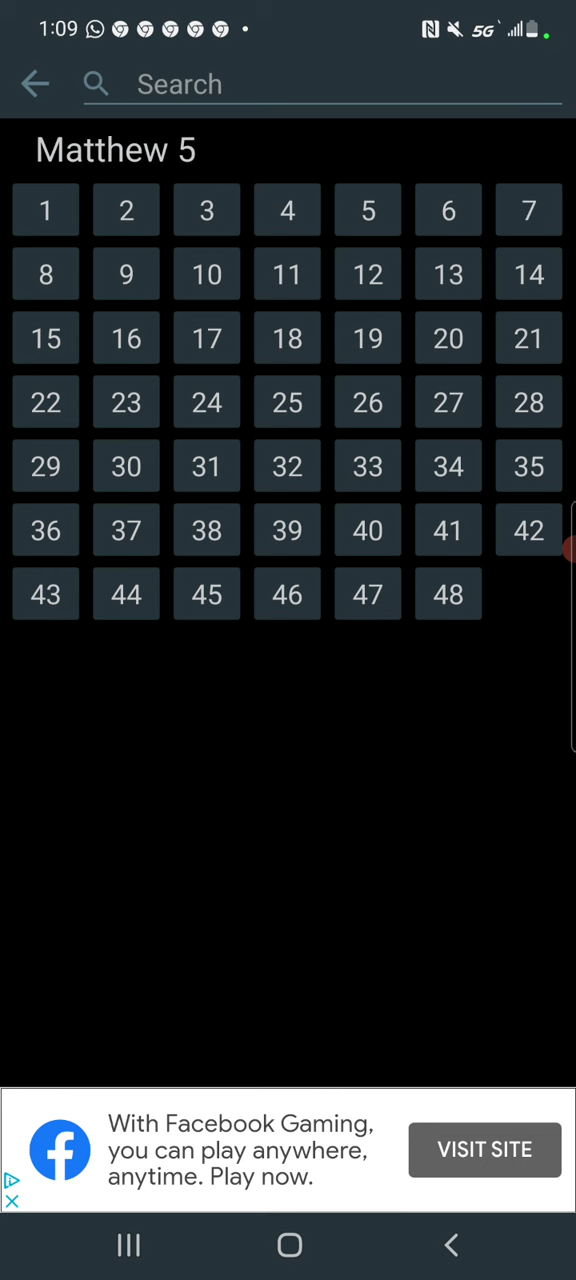 1:09 5G
Search
Matthew 5
1 2 3 4 5 6 7
8 9 10 11 12 13 14
15 16 17 18 19 20 21
22 23 24 25 26 27 28
29 30 31 32 33 34 35
36 37 38 39 40 41 42
43 44 45 46 47 48
With Facebook Gaming,
you can play anywhere,
anytime. Play now.
VISIT SITE